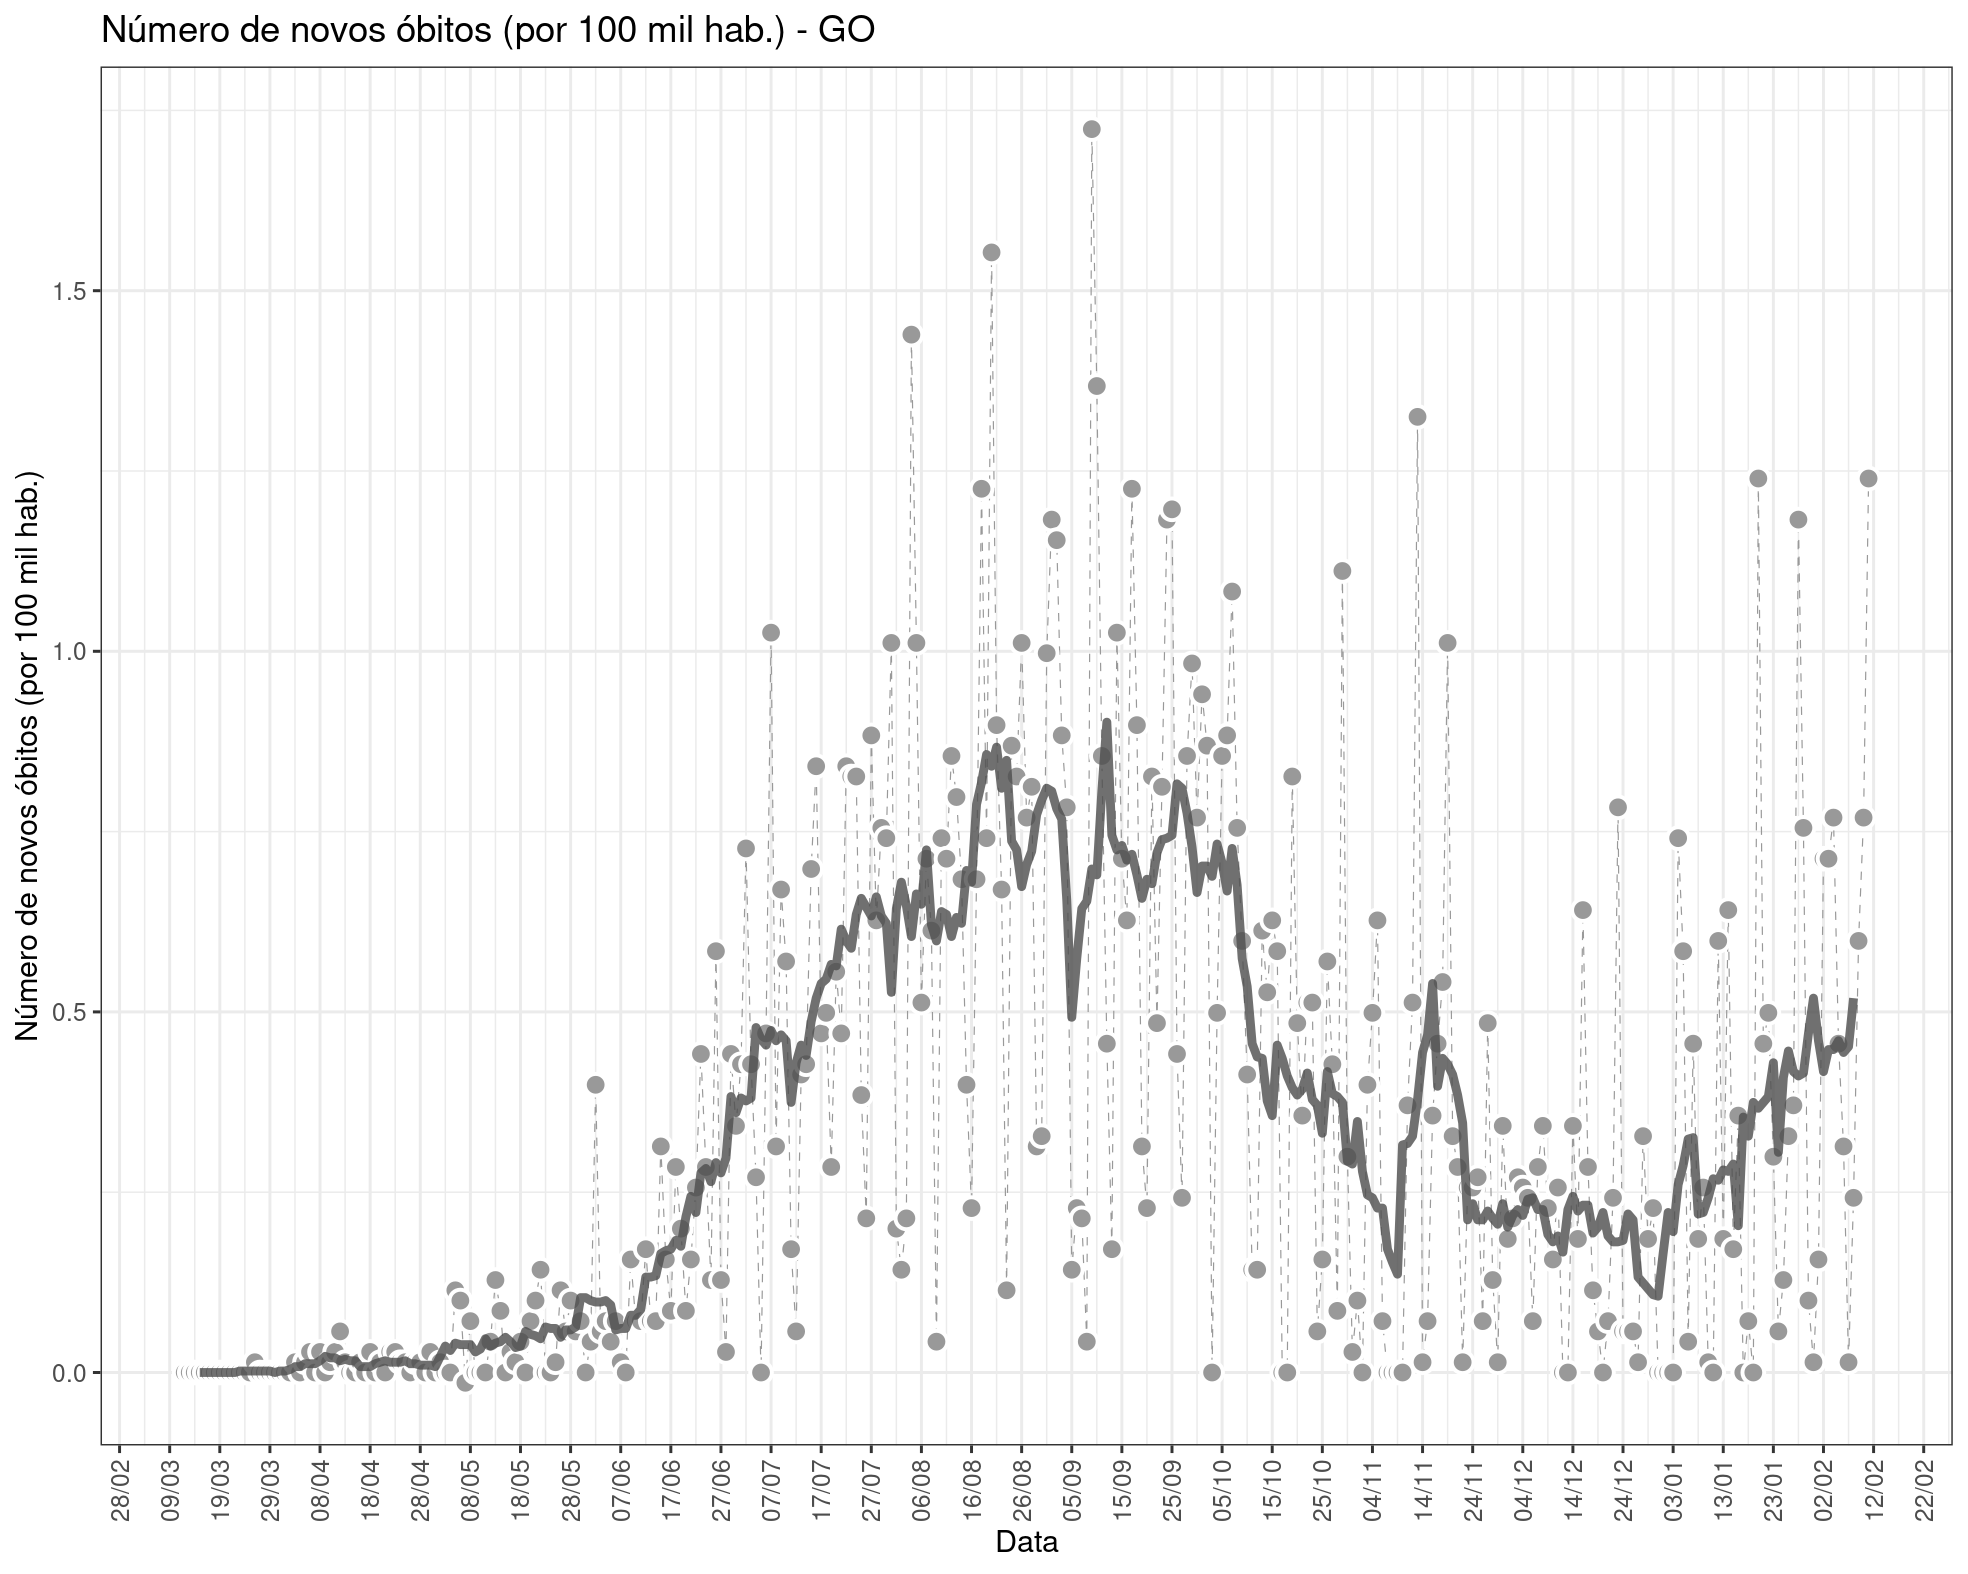 Número de novos óbitos (por 100 mil hab.) - GO
Número de novos óbitos (por 100 mil hab.)
1.5
1.0
0.5
0.0
28/02 09/03 19/03 29/03 08/04 18/04 28/04 08/05 18/05 28/05 07/06 17/06 27/06 07/07 17/07 27/07 06/08 16/08 26/08 05/09 15/09 25/09 05/10 15/10 25/10 04/11 14/11 24/11 04/12 14/12 24/12 03/01 13/01 23/01 02/02 12/02 22/02
Data